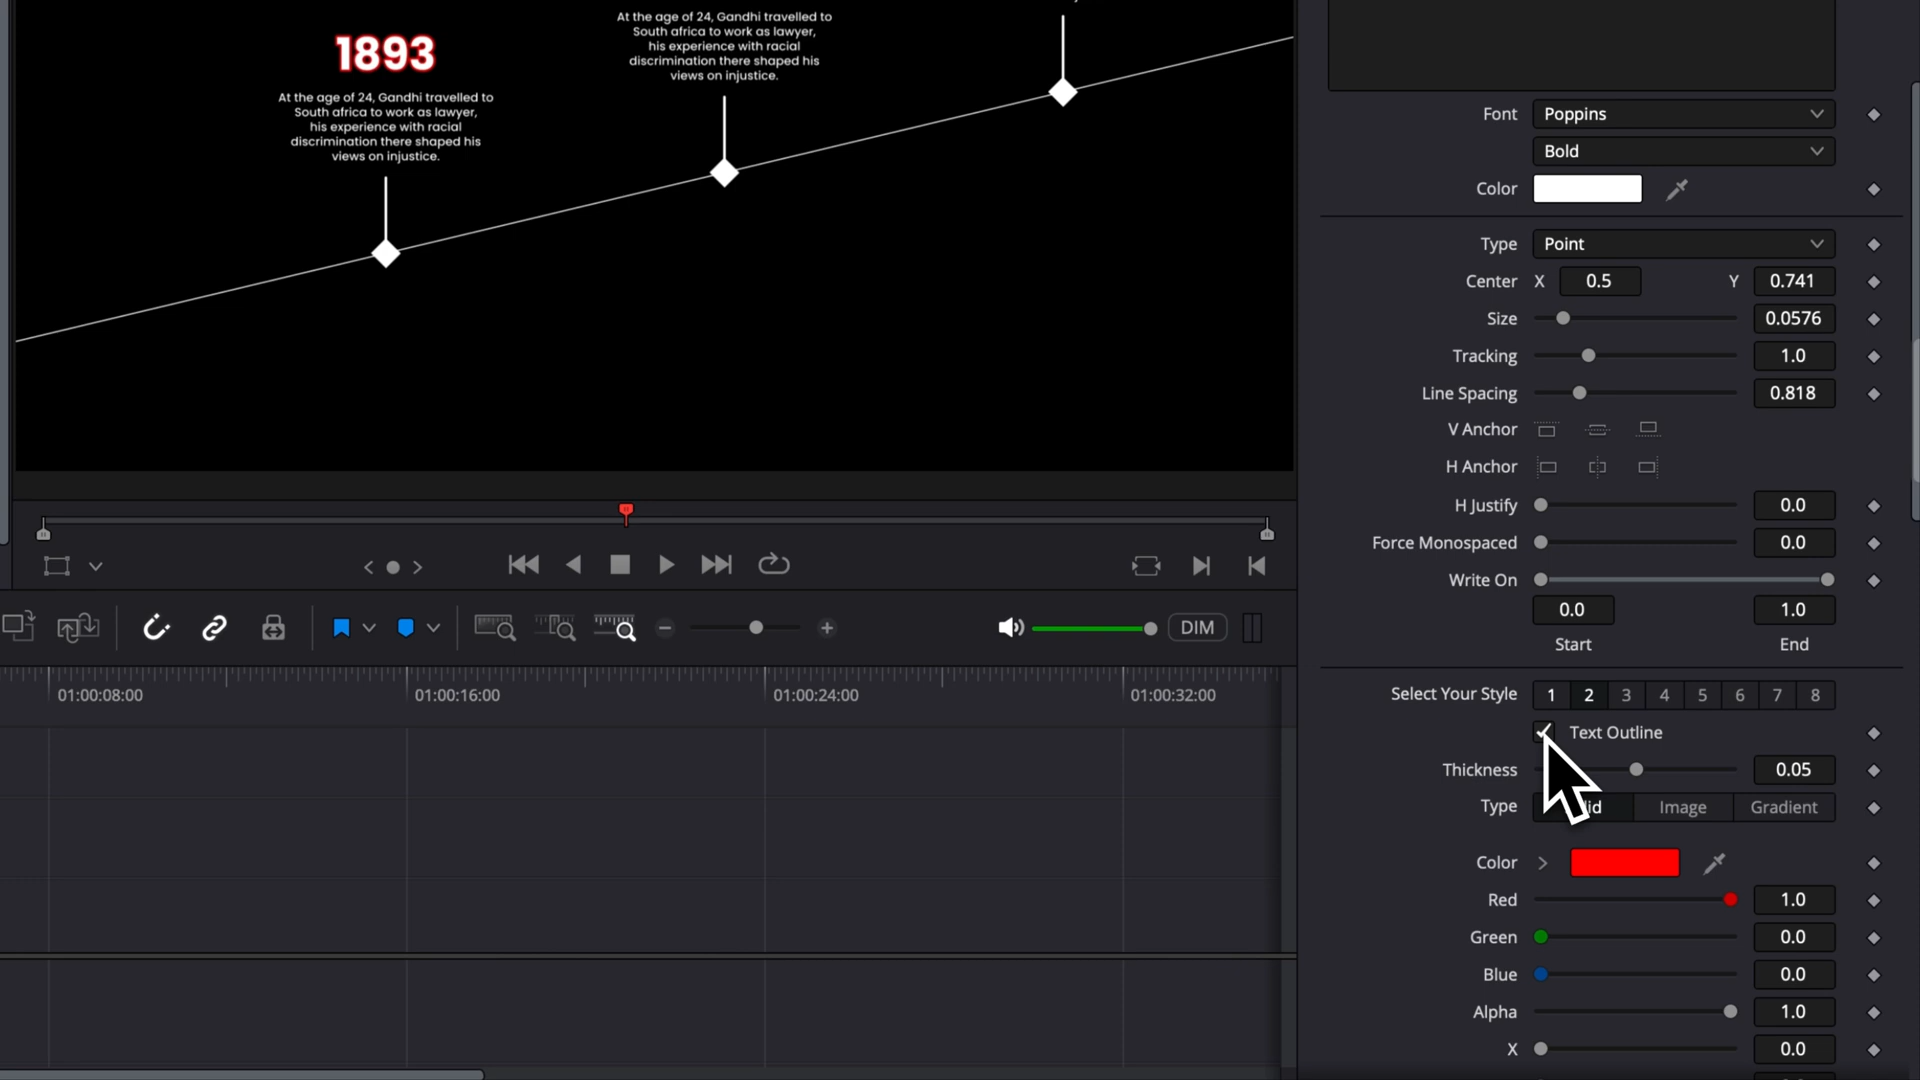 At the age of 24, Gandhi travelled to
South africa to work as lawyer,
his experience with racial
discrimination there shaped his
views on injustice.
1893
At the age of 24, Gandhi travelled to
South africa to work as lawyer,
his experience with racial
discrimination there shaped his
views on injustice.
DIM
01:00:08:00
01:00:16:00
01:00:24:00
01:00:32:00
Font Poppins
Bold
Color
Type Point
Center X 0.5 Y 0.741
Size 0.0576
Tracking 1.0
Line Spacing 0.818
V Anchor
H Anchor
H Justify 0.0
Force Monospaced 0.0
Write On
0.0 1.0
Start End
Select Your Style 1 2 3 4 5 6 7 8
Text Outline
Thickness 0.05
Type Image Gradient
Color
Red 1.0
Green 0.0
Blue 0.0
Alpha 1.0
X 0.0